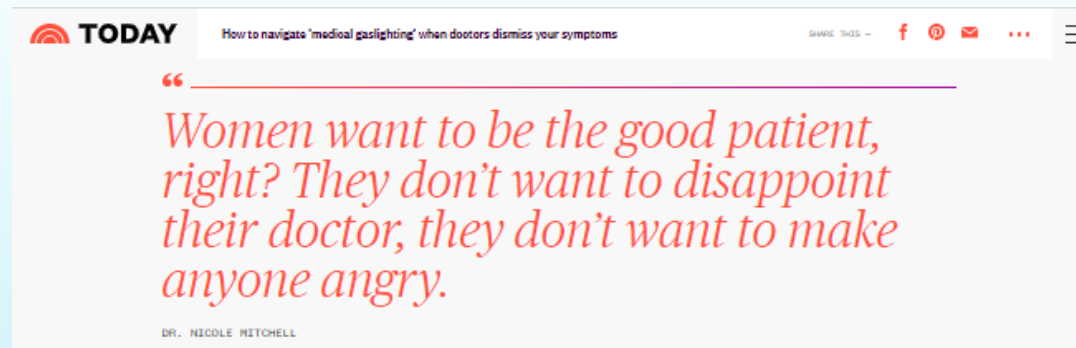 TODAY
How to navigate 'medical gaslighting' when doctors dismiss your symptoms
SHARE THIS —
“
Women want to be the good patient,
right? They don’t want to disappoint
their doctor, they don’t want to make
anyone angry.
DR. NICOLE MITCHELL